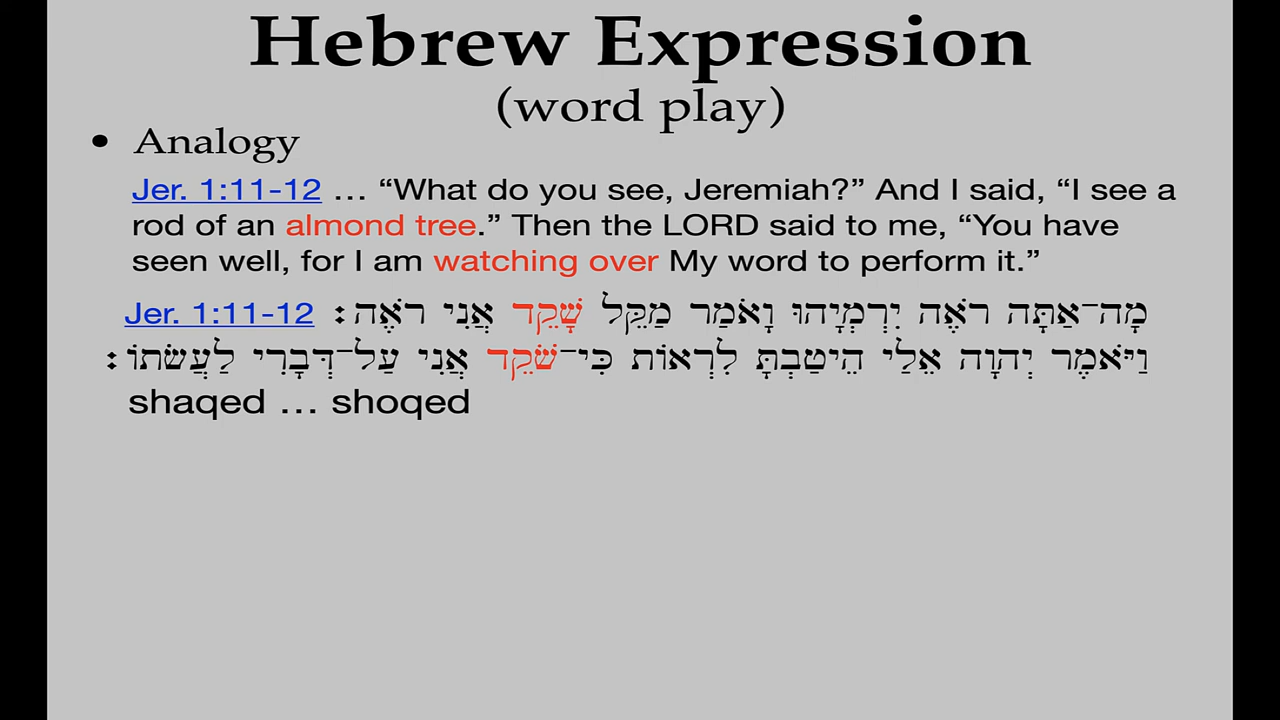 Hebrew Expression
(word play)
• Analogy
Jer. 1:11-12 … “What do you see, Jeremiah?” And I said, “I see a
rod of an almond tree.” Then the LORD said to me, “You have
seen well, for I am watching over My word to perform it.”
מָה־אַתָּה רֹאֶה יִרְמְיָהוּ וָאֹמַר מַקֵּל שָׁקֵד אֲנִי רֹאֶה׃ Jer. 1:11-12
וַיֹּאמֶר יְהוָה אֵלַי הֵיטַבְתָּ לִרְאוֹת כִּי־שֹׁקֵד אֲנִי עַל־דְּבָרִי לַעֲשֹׂתוֹ׃
shaqed … shoqed